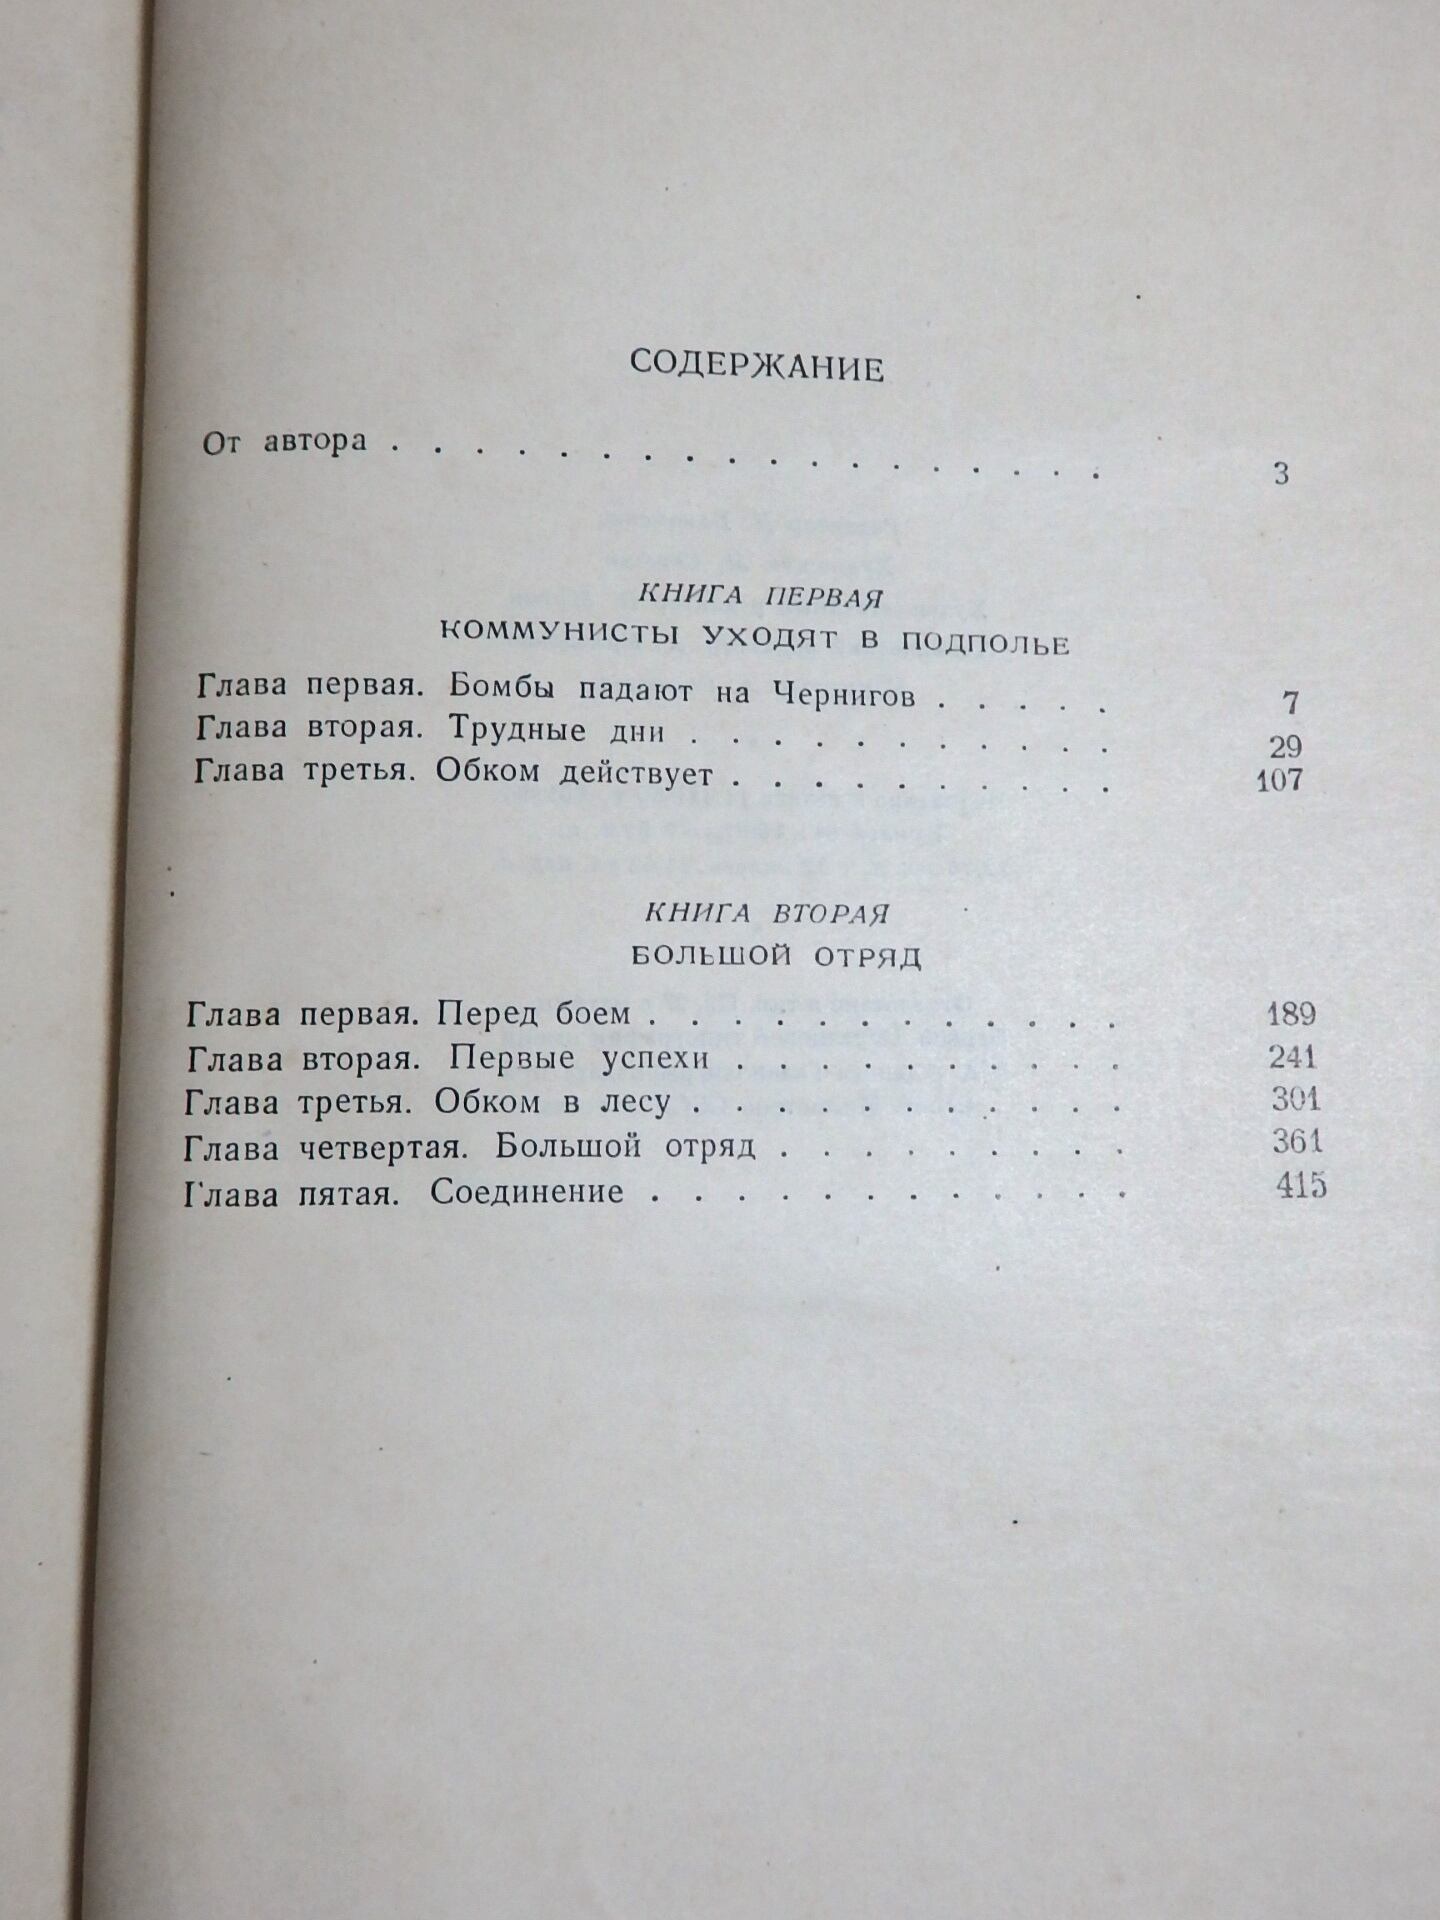 СОДЕРЖАНИЕ
От автора . . . . . . . . . . . . . . . . . . 3
КНИГА ПЕРВАЯ
КОММУНИСТЫ УХОДЯТ В ПОДПОЛЬЕ
Глава первая. Бомбы падают на Чернигов . . . . . 7
Глава вторая. Трудные дни . . . . . . . . . . . 29
Глава третья. Обком действует . . . . . . . . . . 107
КНИГА ВТОРАЯ
БОЛЬШОЙ ОТРЯД
Глава первая. Перед боем . . . . . . . . . . . . 189
Глава вторая. Первые успехи . . . . . . . . . . 241
Глава третья. Обком в лесу . . . . . . . . . . . 301
Глава четвертая. Большой отряд . . . . . . . . . 361
Глава пятая. Соединение . . . . . . . . . . . . 415